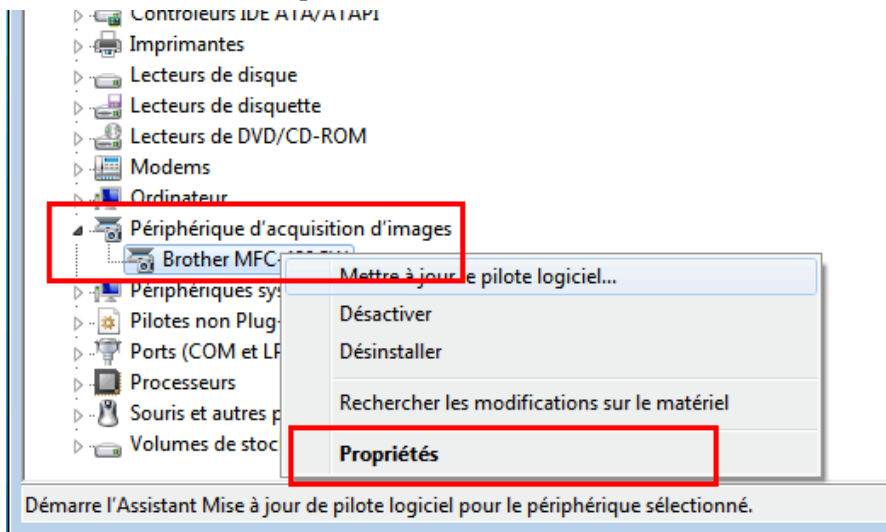 Contrôleurs IDE ATA/ATAPI
Imprimantes
Lecteurs de disque
Lecteurs de disquette
Lecteurs de DVD/CD-ROM
Modems
Ordinateur
Périphérique d'acquisition d'images
Brother MFC-
Mettre à jour le pilote logiciel...
Périphériques sy
Désactiver
Pilotes non Plug-
Désinstaller
Ports (COM et LP
Processeurs
Rechercher les modifications sur le matériel
Souris et autres p
Volumes de stoc
Propriétés
Démarre l'Assistant Mise à jour de pilote logiciel pour le périphérique sélectionné.